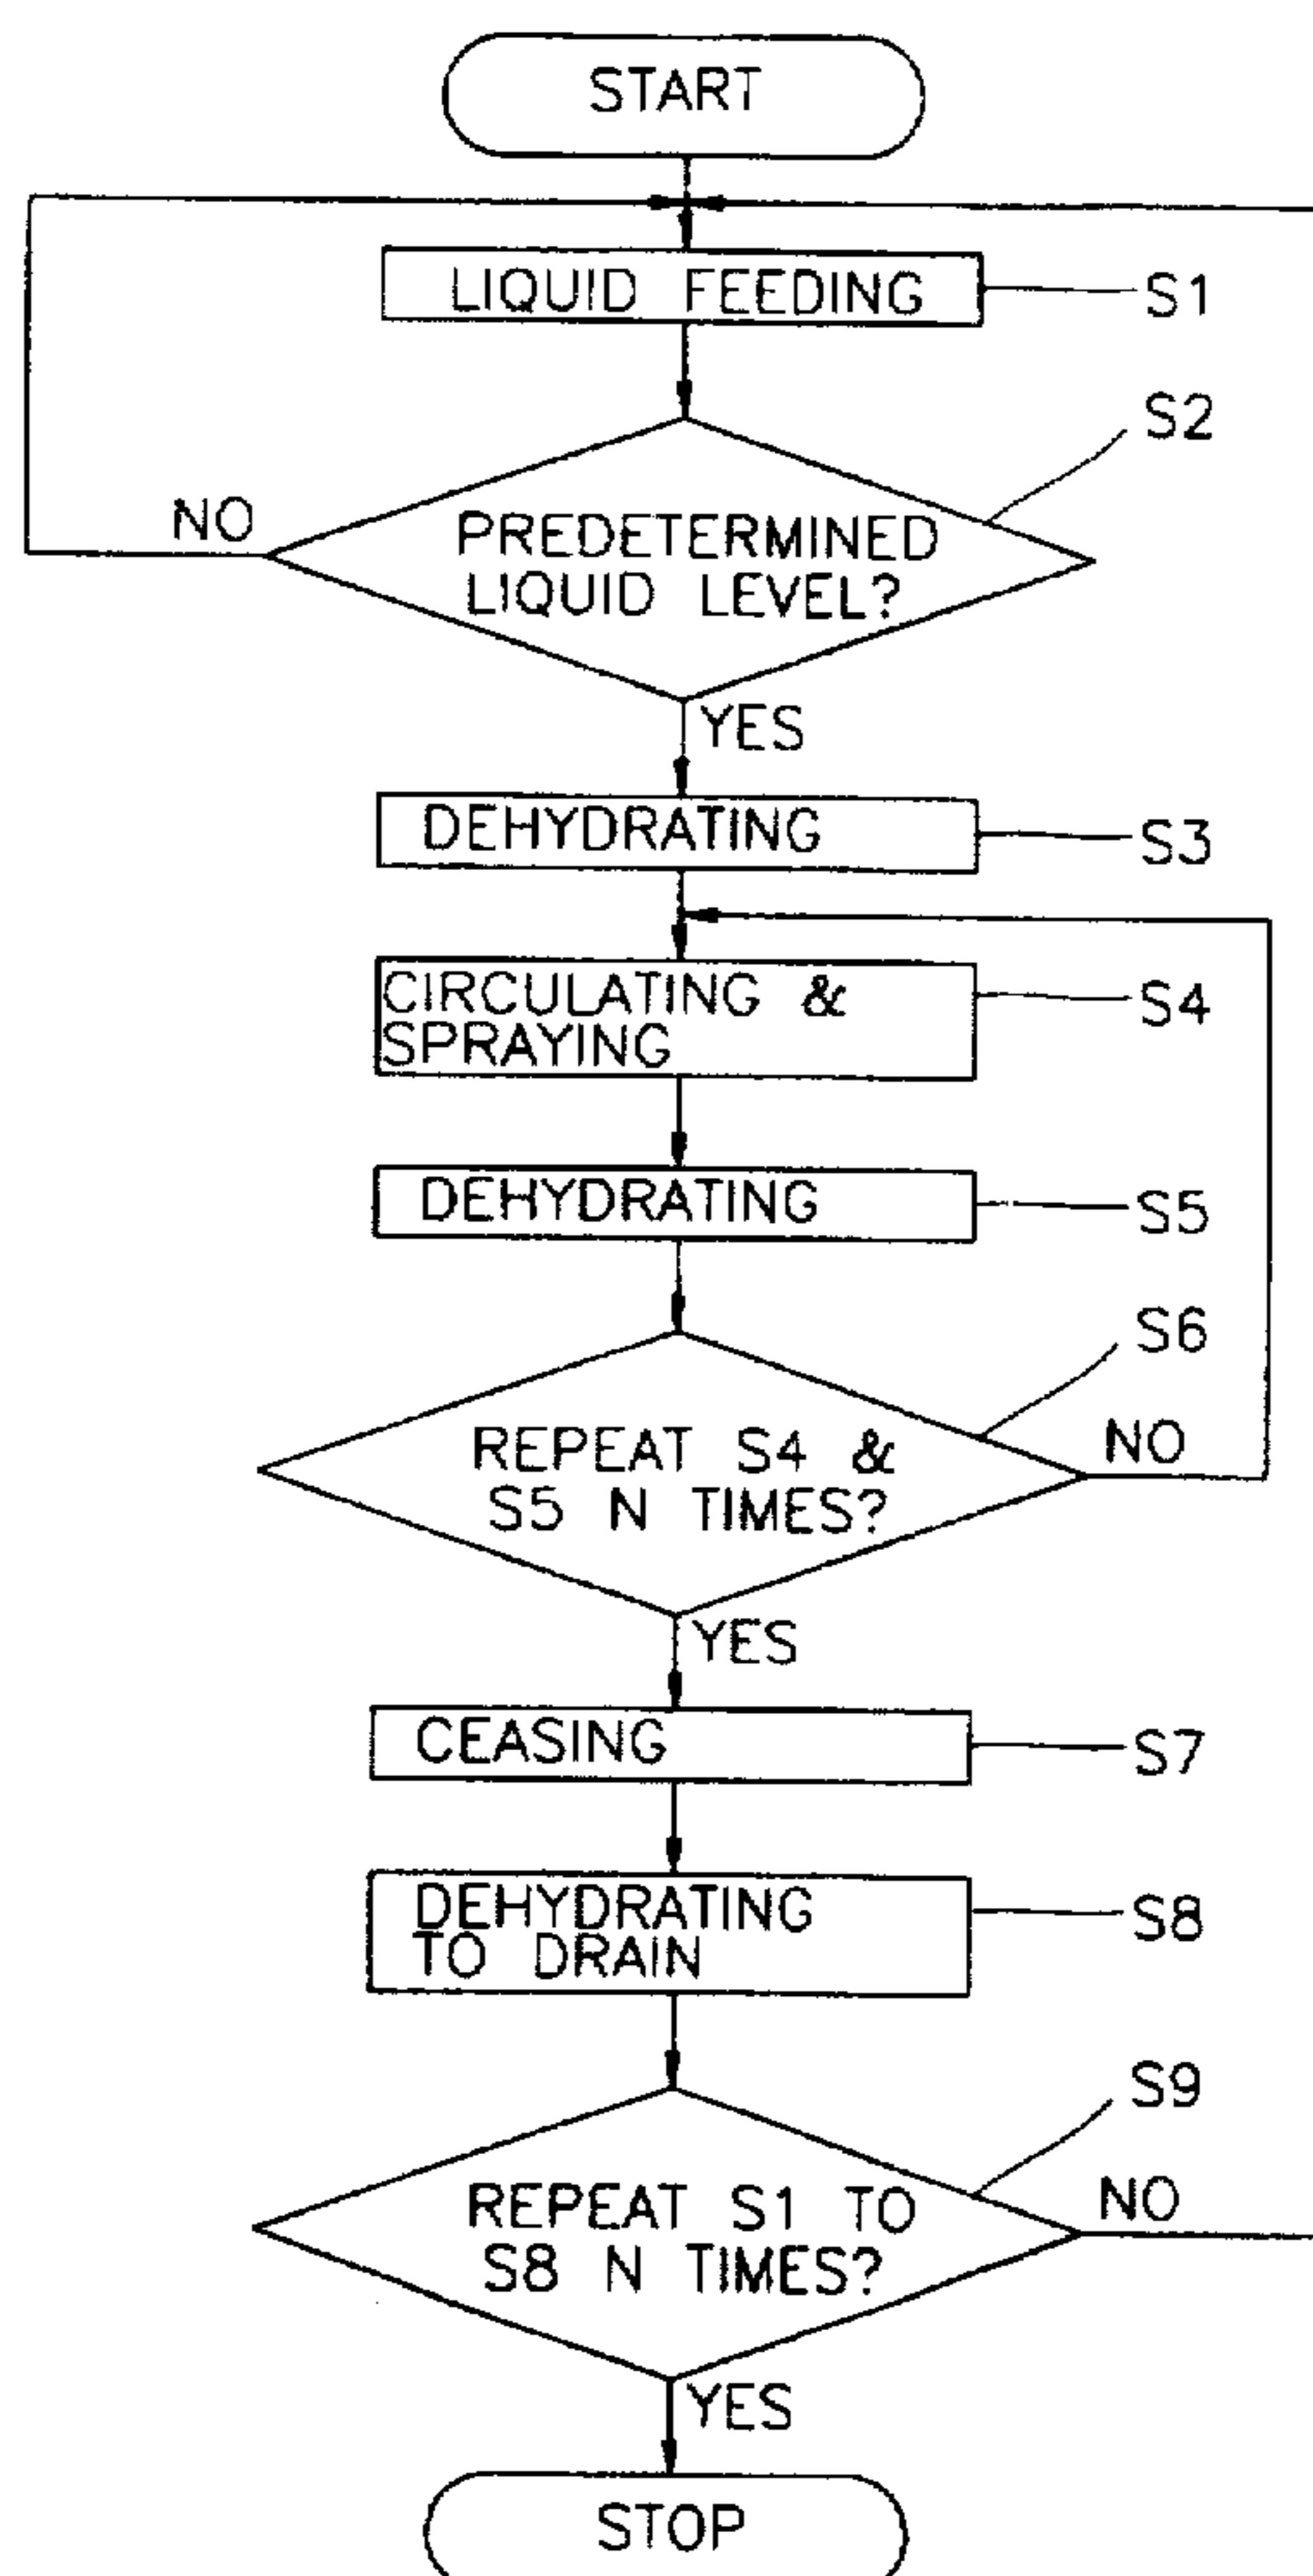 START
LIQUID FEEDING
S1
S2
NO
PREDETERMINED
LIQUID LEVEL?
YES
DEHYDRATING
S3
CIRCULATING &
SPRAYING
S4
DEHYDRATING
S5
S6
REPEAT S4 &
S5 N TIMES?
NO
YES
CEASING
S7
DEHYDRATING
TO DRAIN
S8
S9
REPEAT S1 TO
S8 N TIMES?
NO
YES
STOP